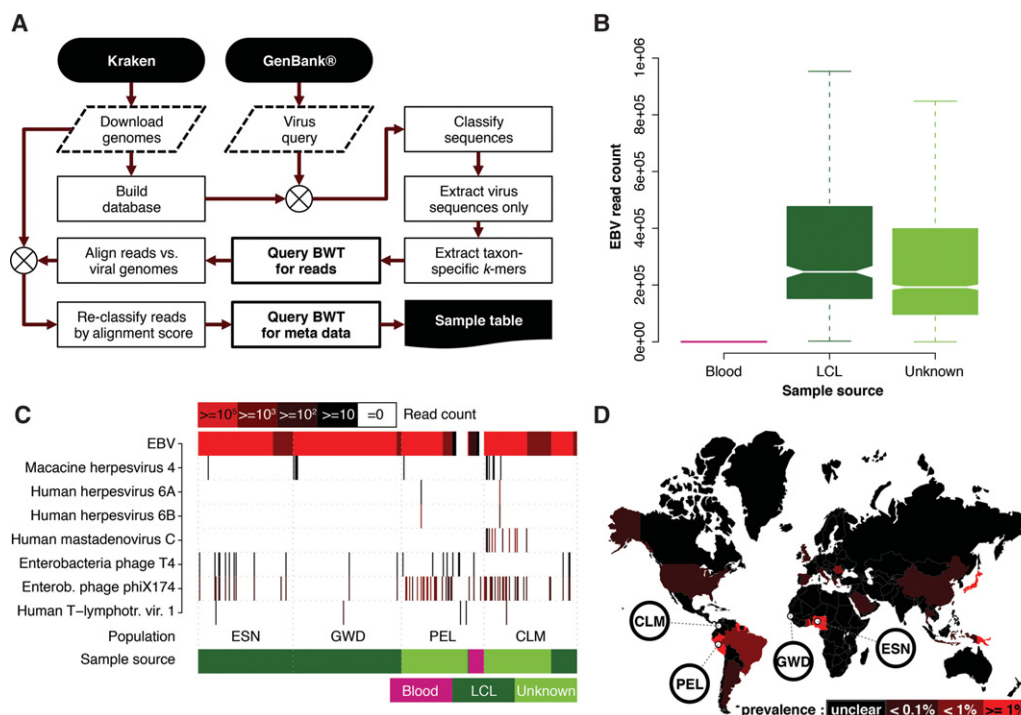 A
Kraken
GenBank®
Download
genomes
Virus
query
Classify
sequences
Build
database
Extract virus
sequences only
Align reads vs.
viral genomes
Query BWT
for reads
Extract taxon-
specific k-mers
Re-classify reads
by alignment score
Query BWT
for meta data
Sample table
B
EBV read count
1e+06
8e+05
6e+05
4e+05
2e+05
0e+00
Blood
LCL
Unknown
Sample source
C
>=10⁵
>=10³
>=10²
>=10
=0
Read count
EBV
Macacine herpesvirus 4
Human herpesvirus 6A
Human herpesvirus 6B
Human mastadenovirus C
Enterobacteria phage T4
Enterob. phage phiX174
Human T-lymphotr. vir. 1
Population
ESN
GWD
PEL
CLM
Sample source
Blood
LCL
Unknown
D
CLM
PEL
GWD
ESN
*prevalence :
unclear
< 0.1%
< 1%
>= 1%